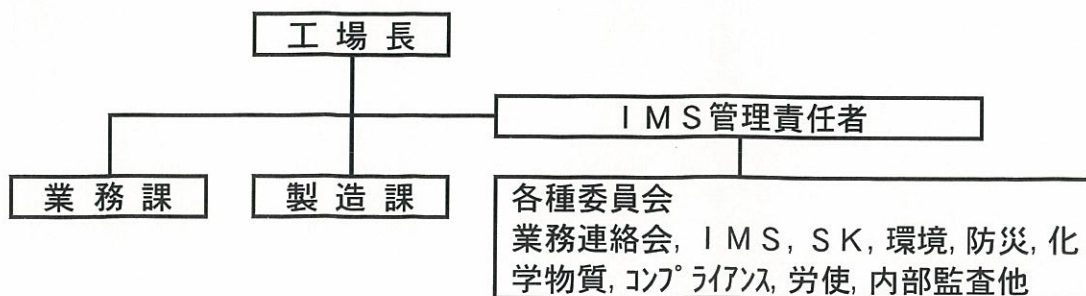 工 場 長
ＩＭＳ管理責任者
業 務 課
製 造 課
各種委員会
業務連絡会, ＩＭＳ, ＳＫ, 環境, 防災, 化
学物質, ｺﾝﾌﾟﾗｲｱﾝｽ, 労使, 内部監査他